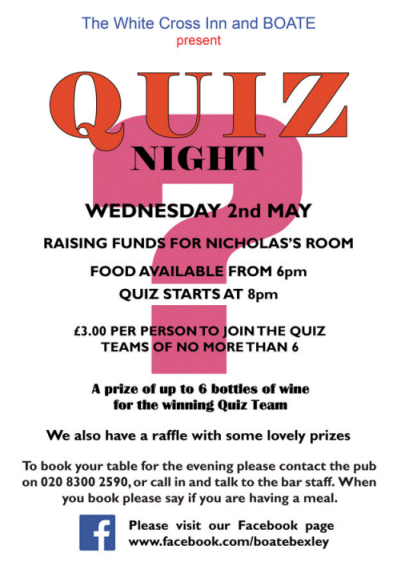 The White Cross Inn and BOATE
present
QUIZ
NIGHT
WEDNESDAY 2nd MAY
RAISING FUNDS FOR NICHOLAS'S ROOM
FOOD AVAILABLE FROM 6pm
QUIZ STARTS AT 8pm
£3.00 PER PERSON TO JOIN THE QUIZ
TEAMS OF NO MORE THAN 6
A prize of up to 6 bottles of wine
for the winning Quiz Team
We also have a raffle with some lovely prizes
To book your table for the evening please contact the pub
on 020 8300 2590, or call in and talk to the bar staff. When
you book please say if you are having a meal.
Please visit our Facebook page
www.facebook.com/boatebexley